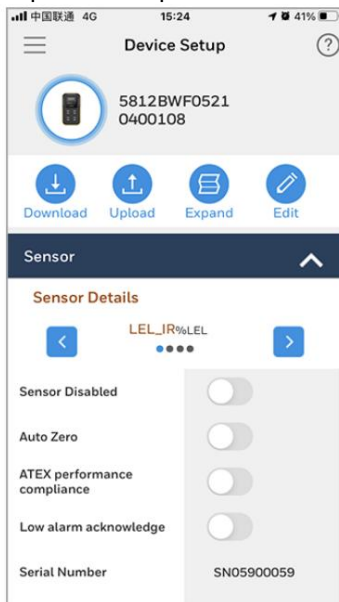 中国联通 4G 15:24 41%
Device Setup ?
5812BWF0521
0400108
Download Upload Expand Edit
Sensor
Sensor Details
LEL_IR%LEL
Sensor Disabled
Auto Zero
ATEX performance
compliance
Low alarm acknowledge
Serial Number SN05900059